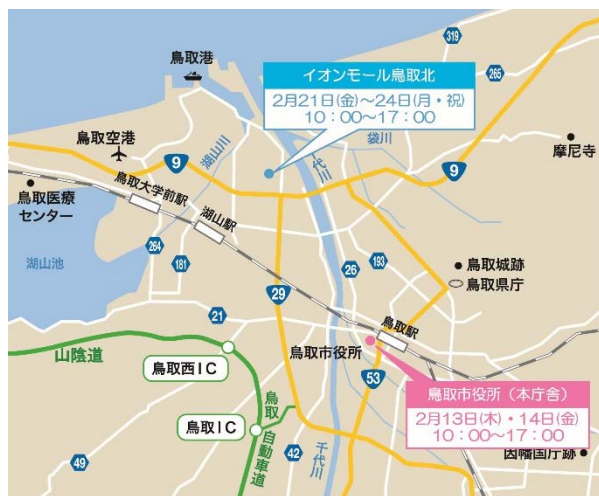 319
265
鳥取港
イオンモール鳥取北
2月21日(金)～24日(月・祝)
10：00～17：00
鳥取空港
湖山川
9
千代川
袋川
9
摩尼寺
鳥取大学前駅
鳥取医療
センター
湖山駅
湖山池
264
181
26
193
鳥取城跡
鳥取県庁
29
21
鳥取駅
山陰道
鳥取西IC
鳥取市役所
53
鳥取市役所（本庁舎）
2月13日(木)・14日(金)
10：00～17：00
鳥取IC
鳥取
自動車道
42
千代川
49
因幡国庁跡